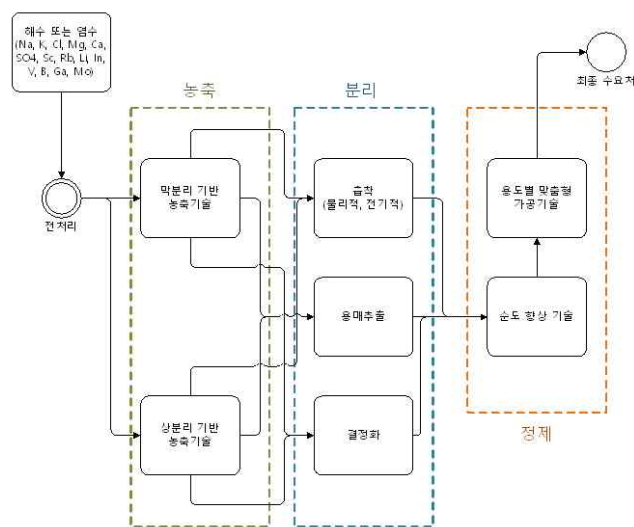 해수 또는 염수
(Na, K, Cl, Mg, Ca,
SO4, Sc, Rb, Li, In,
V, B, Ga, Mo)
전처리
농축
막분리 기반
농축기술
상분리 기반
농축기술
분리
흡착
(물리적, 전기적)
용매추출
결정화
최종 수요처
용도별 맞춤형
가공기술
순도 향상 기술
정제